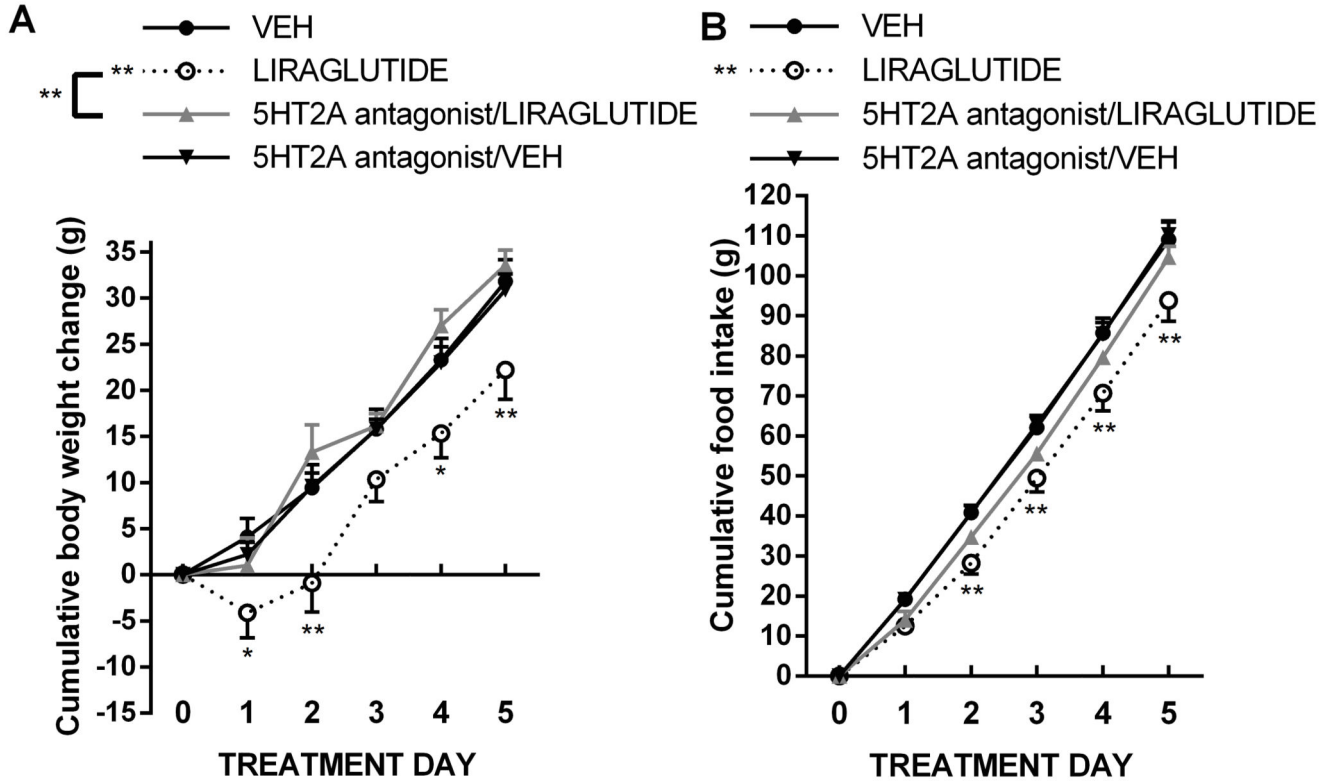 A
VEH
** LIRAGLUTIDE
**
5HT2A antagonist/LIRAGLUTIDE
5HT2A antagonist/VEH
Cumulative body weight change (g)
35
30
25
20
15
10
5
0
-5
-10
-15
*
**
*
**
0 1 2 3 4 5
TREATMENT DAY
B
VEH
** LIRAGLUTIDE
5HT2A antagonist/LIRAGLUTIDE
5HT2A antagonist/VEH
Cumulative food intake (g)
120
110
100
90
80
70
60
50
40
30
20
10
0
**
**
**
**
0 1 2 3 4 5
TREATMENT DAY